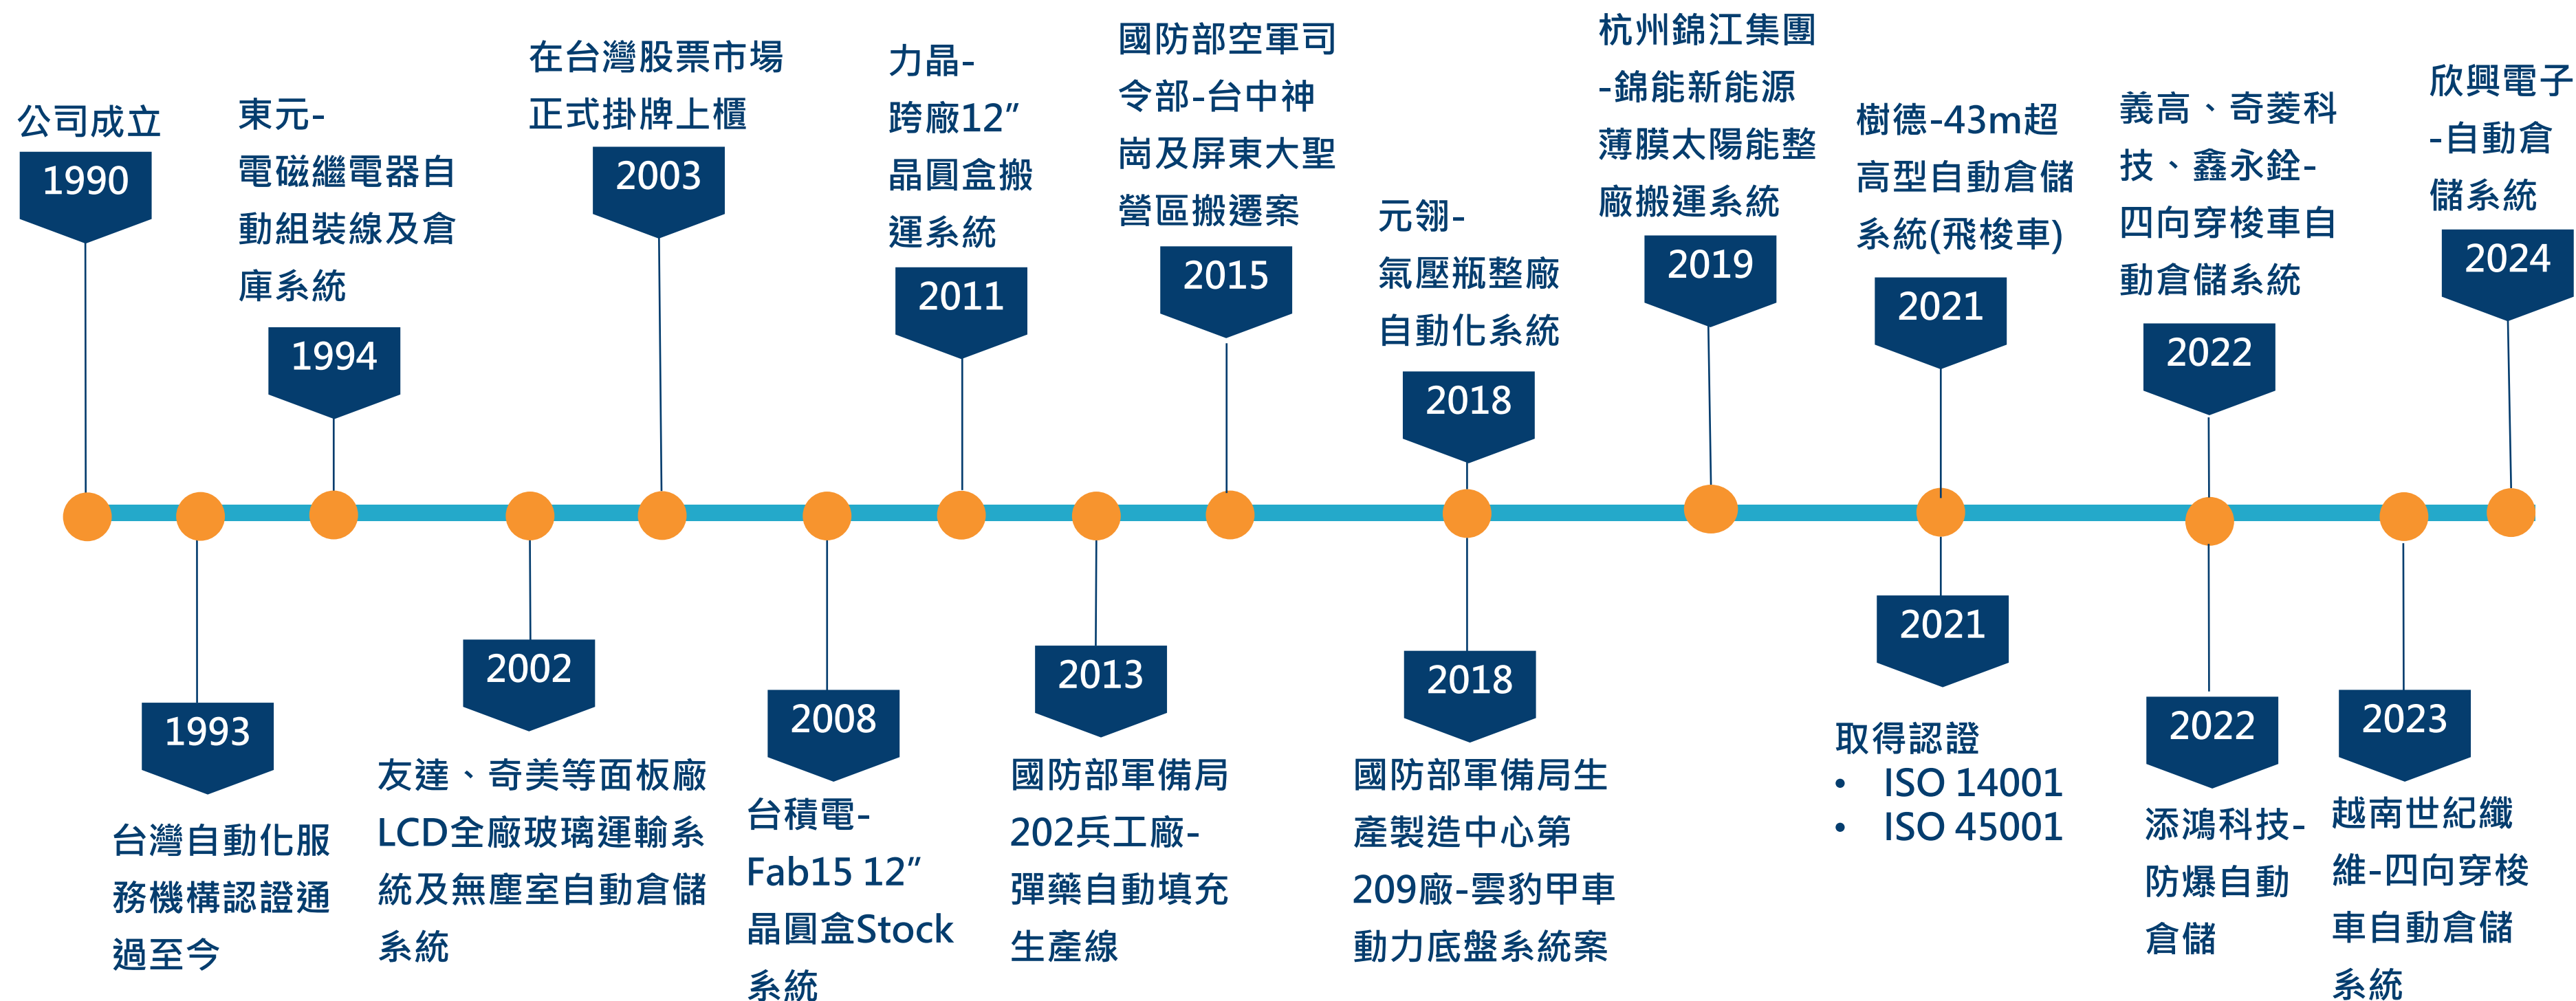 公司成立
1990
台灣自動化服
務機構認證通
過至今
1993
東元-
電磁繼電器自
動組裝線及倉
庫系統
1994
2002
友達、奇美等面板廠
LCD全廠玻璃運輸系
統及無塵室自動倉儲
系統
在台灣股票市場
正式掛牌上櫃
2003
2008
台積電-
Fab15 12”
晶圓盒Stock
系統
力晶-
跨廠12”
晶圓盒搬
運系統
2011
2013
國防部軍備局
202兵工廠-
彈藥自動填充
生產線
國防部空軍司
令部-台中神
崗及屏東大聖
營區搬遷案
2015
元翎-
氣壓瓶整廠
自動化系統
2018
2018
國防部軍備局生
產製造中心第
209廠-雲豹甲車
動力底盤系統案
杭州錦江集團
-錦能新能源
薄膜太陽能整
廠搬運系統
2019
樹德-43m超
高型自動倉儲
系統(飛梭車)
2021
2021
取得認證
• ISO 14001
• ISO 45001
義高、奇菱科
技、鑫永銓-
四向穿梭車自
動倉儲系統
2022
2022
添鴻科技-
防爆自動
倉儲
2023
越南世紀纖
維-四向穿梭
車自動倉儲
系統
欣興電子
-自動倉
儲系統
2024